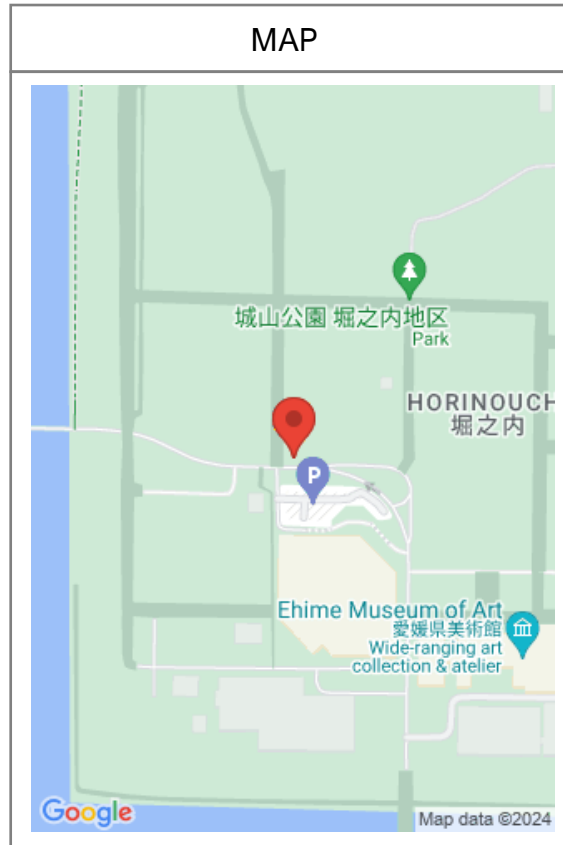 MAP
城山公園 堀之内地区
Park
HORINOUCH
堀之内
P
Ehime Museum of Art
愛媛県美術館
Wide-ranging art
collection & atelier
Google
Map data ©2024